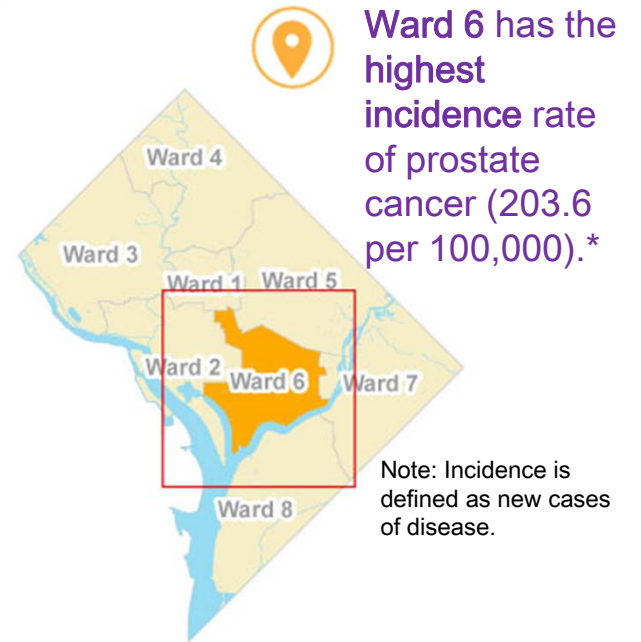 Ward 6 has the
highest
incidence rate
of prostate
cancer (203.6
per 100,000).*
Ward 4
Ward 3
Ward 1
Ward 5
Ward 2
Ward 6
Ward 7
Note: Incidence is
defined as new cases
of disease.
Ward 8